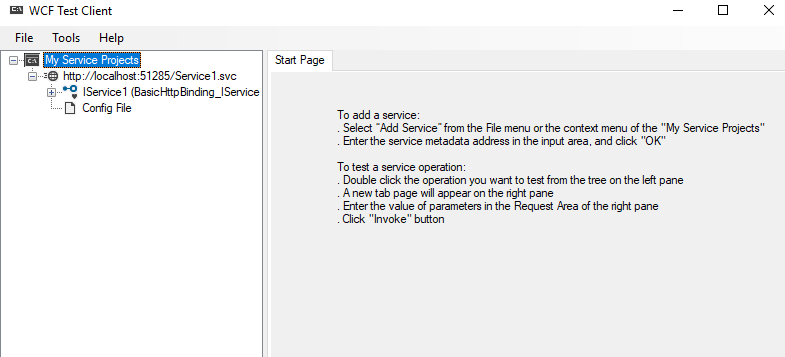 WCF Test Client
File Tools Help
My Service Projects
http://localhost:51285/Service1.svc
IService1 (BasicHttpBinding_IService
Config File
Start Page
To add a service:
. Select "Add Service" from the File menu or the context menu of the "My Service Projects"
. Enter the service metadata address in the input area, and click "OK"
To test a service operation:
. Double click the operation you want to test from the tree on the left pane
. A new tab page will appear on the right pane
. Enter the value of parameters in the Request Area of the right pane
. Click "Invoke" button